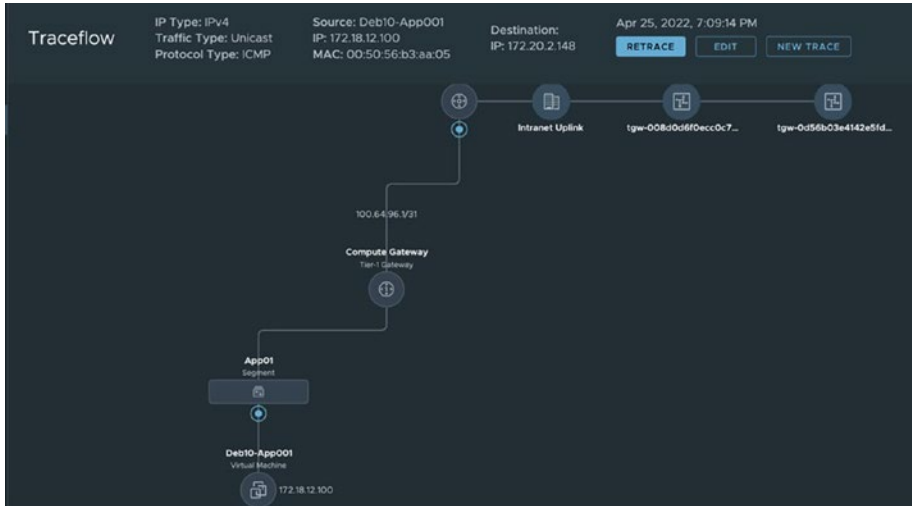 Traceflow
IP Type: IPv4
Traffic Type: Unicast
Protocol Type: ICMP
Source: Deb10-App001
IP: 172.18.12.100
MAC: 00:50:56:b3:aa:05
Destination:
IP: 172.20.2.148
Apr 25, 2022, 7:09:14 PM
RETRACE
EDIT
NEW TRACE
Intranet Uplink
tgw-008d0d6f0ecc0c7...
tgw-0d56b03e4142e5fd...
100.64.96.1/31
Compute Gateway
Tier-1 Gateway
App01
Segment
Deb10-App001
Virtual Machine
172.18.12.100